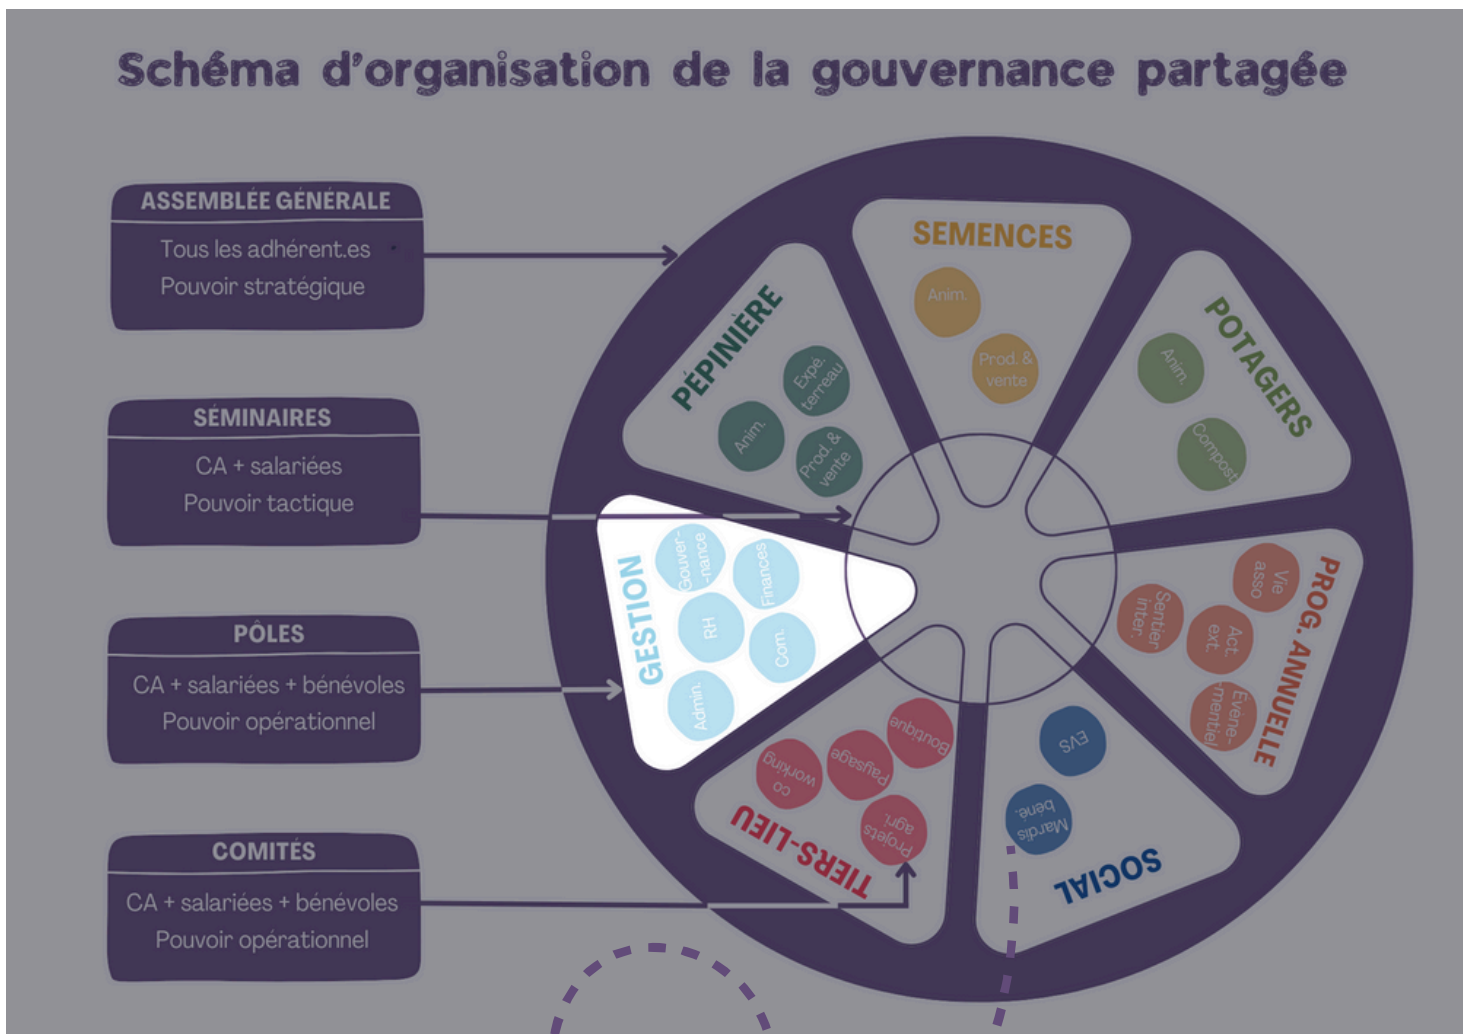 Schéma d'organisation de la gouvernance partagée
ASSEMBLÉE GÉNÉRALE
Tous les adhérent.es
Pouvoir stratégique
SÉMINAIRES
CA + salariées
Pouvoir tactique
PÔLES
CA + salariées + bénévoles
Pouvoir opérationnel
COMITÉS
CA + salariées + bénévoles
Pouvoir opérationnel
SEMENCES
Anim.
Prod. &
vente
POTAGERS
Anim.
Compost
PROG. ANNUELLE
Vie
asso
Sentier
inter.
Act.
ext.
Évene-
mentiel
SOCIAL
EVS
Mardis
béné.
TIERS-LIEU
Boutique
Paysage
co
working
Projets
agri.
GESTION
Gouver-
-nance
Finances
RH
Com.
Admin.
PÉPINIÈRE
Expé.
terreau
Anim.
Prod. &
vente